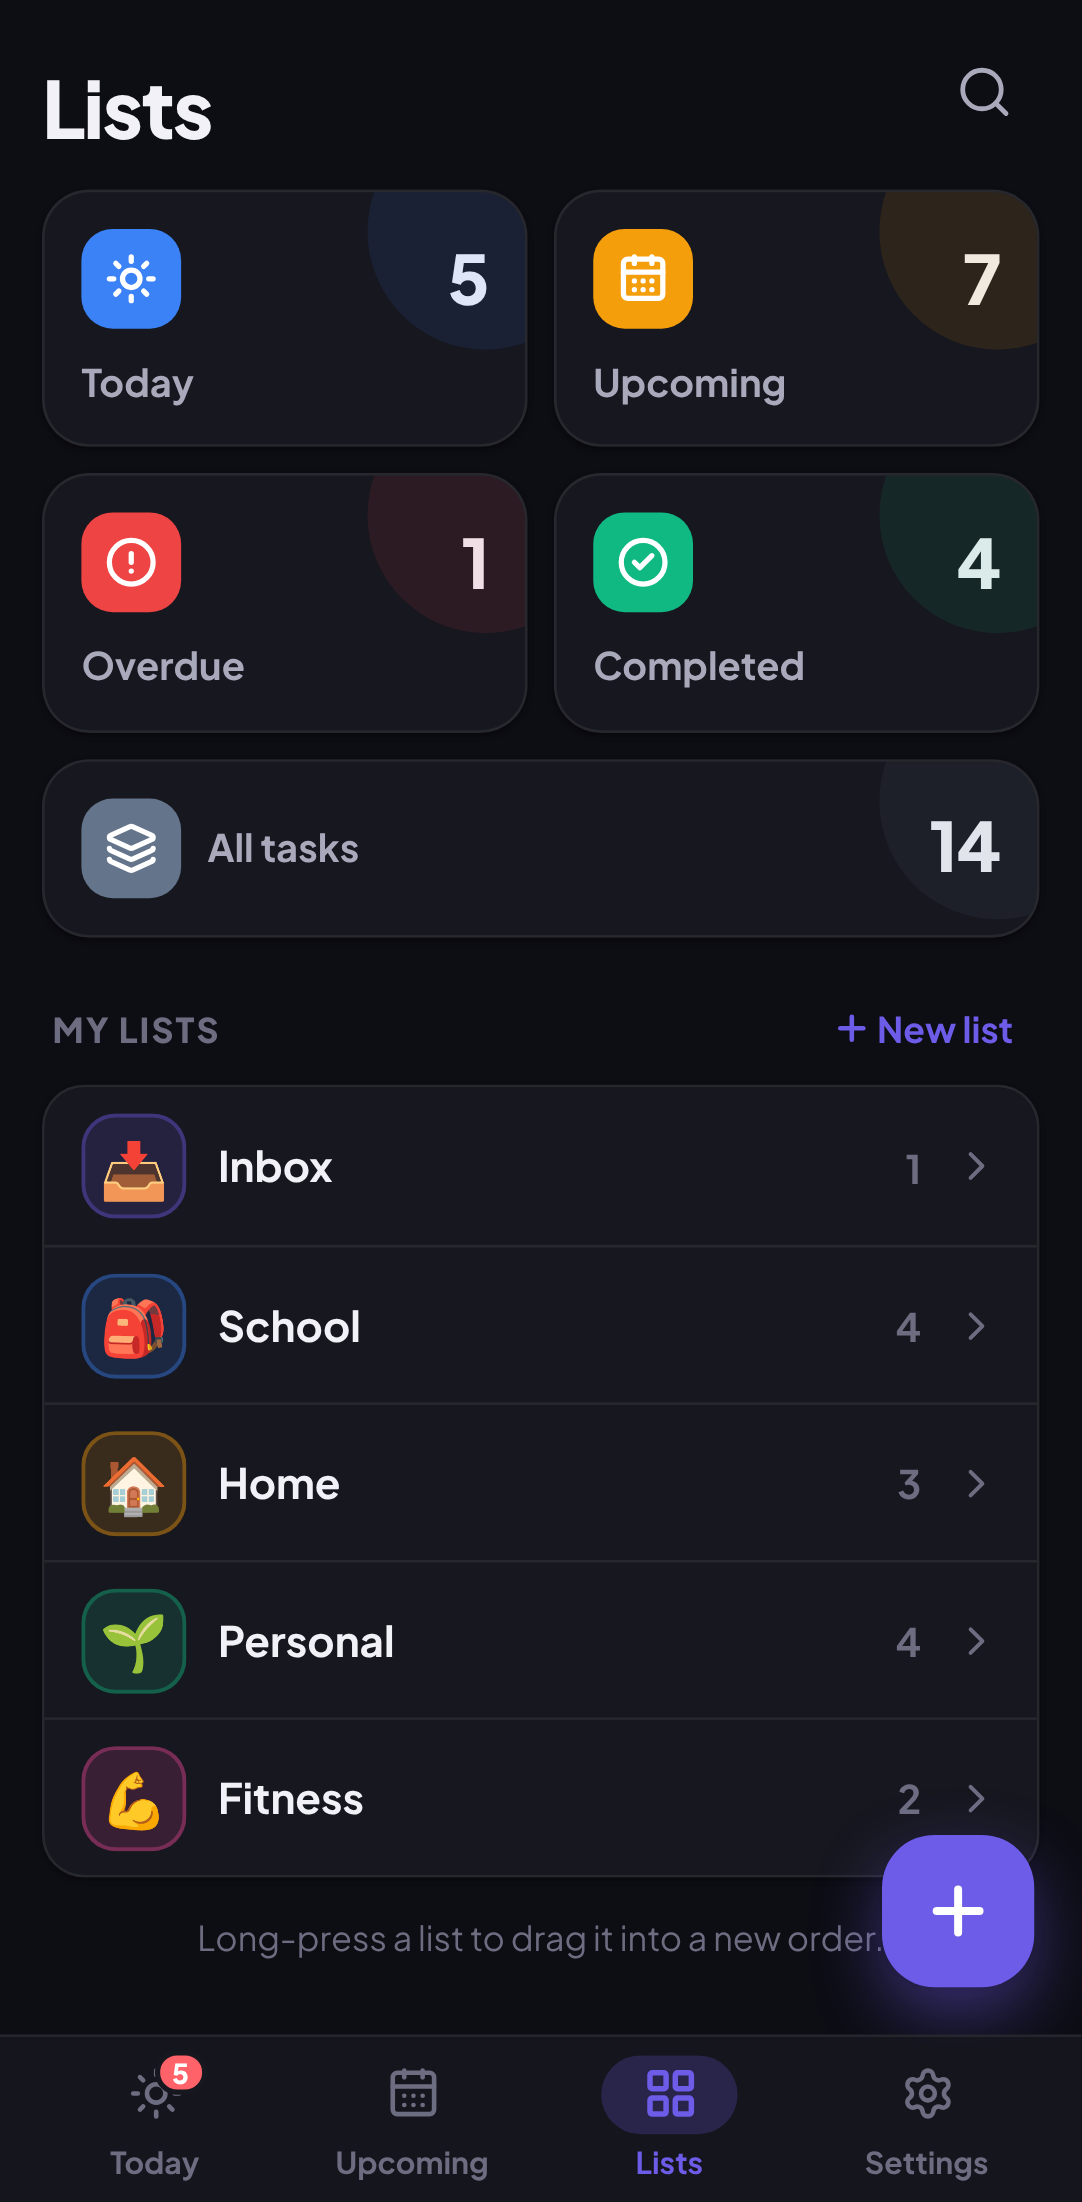 Lists
5
Today
7
Upcoming
1
Overdue
4
Completed
All tasks
14
MY LISTS
+ New list
Inbox
1
School
4
Home
3
Personal
4
Fitness
2
Long-press a list to drag it into a new order.
5
Today
Upcoming
Lists
Settings